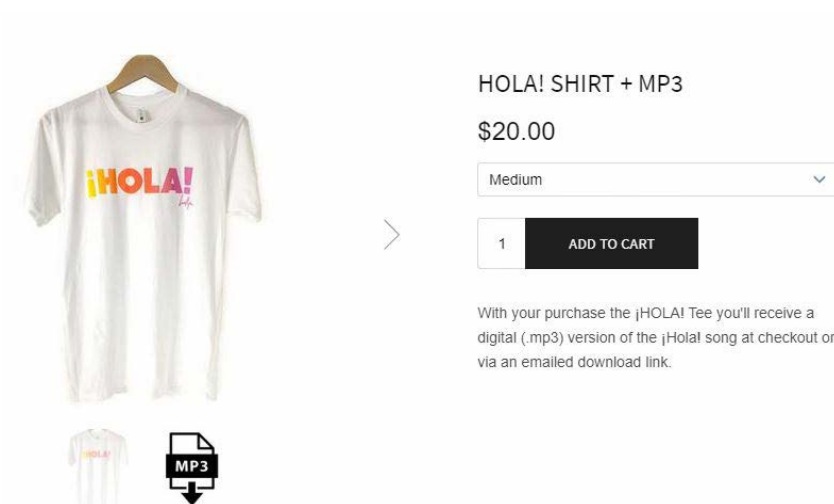 ¡HOLA!
HOLA! SHIRT + MP3
$20.00
Medium
1
ADD TO CART
With your purchase the ¡HOLA! Tee you'll receive a
digital (.mp3) version of the ¡Hola! song at checkout or
via an emailed download link.
¡HOLA!
MP3